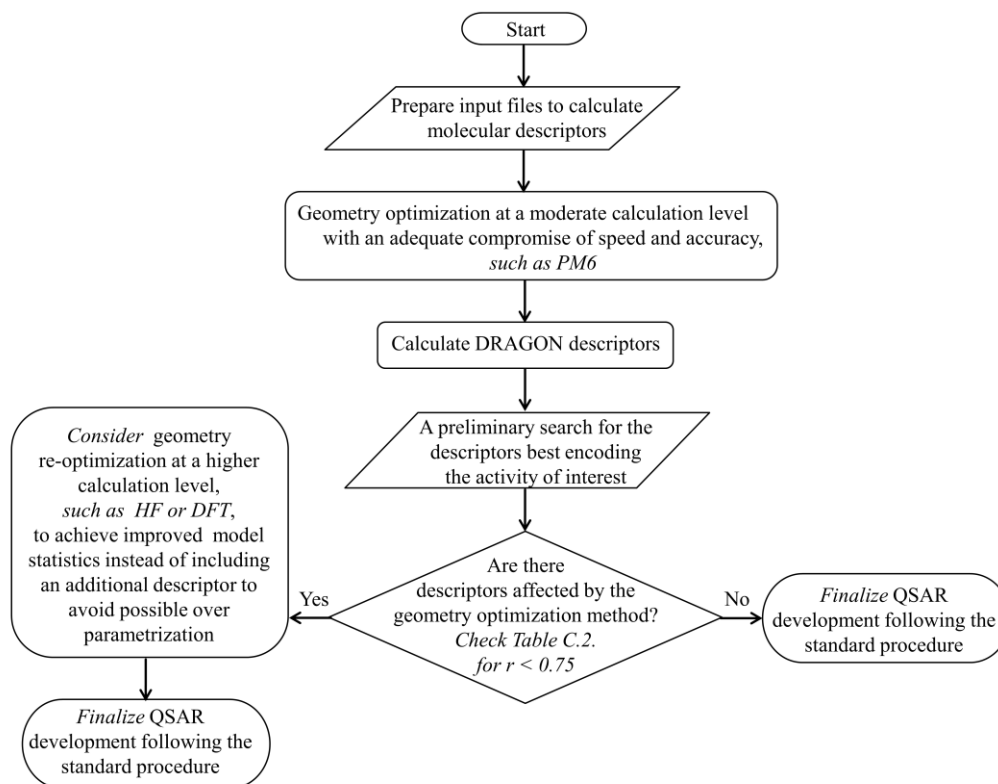 Start
Prepare input files to calculate
molecular descriptors
Geometry optimization at a moderate calculation level
with an adequate compromise of speed and accuracy,
such as PM6
Calculate DRAGON descriptors
A preliminary search for the
descriptors best encoding
the activity of interest
Are there
descriptors affected by the
geometry optimization method?
Check Table C.2.
for r < 0.75
Yes
No
Consider geometry
re-optimization at a higher
calculation level,
such as HF or DFT,
to achieve improved model
statistics instead of including
an additional descriptor to
avoid possible over
parametrization
Finalize QSAR
development following the
standard procedure
Finalize QSAR
development following the
standard procedure